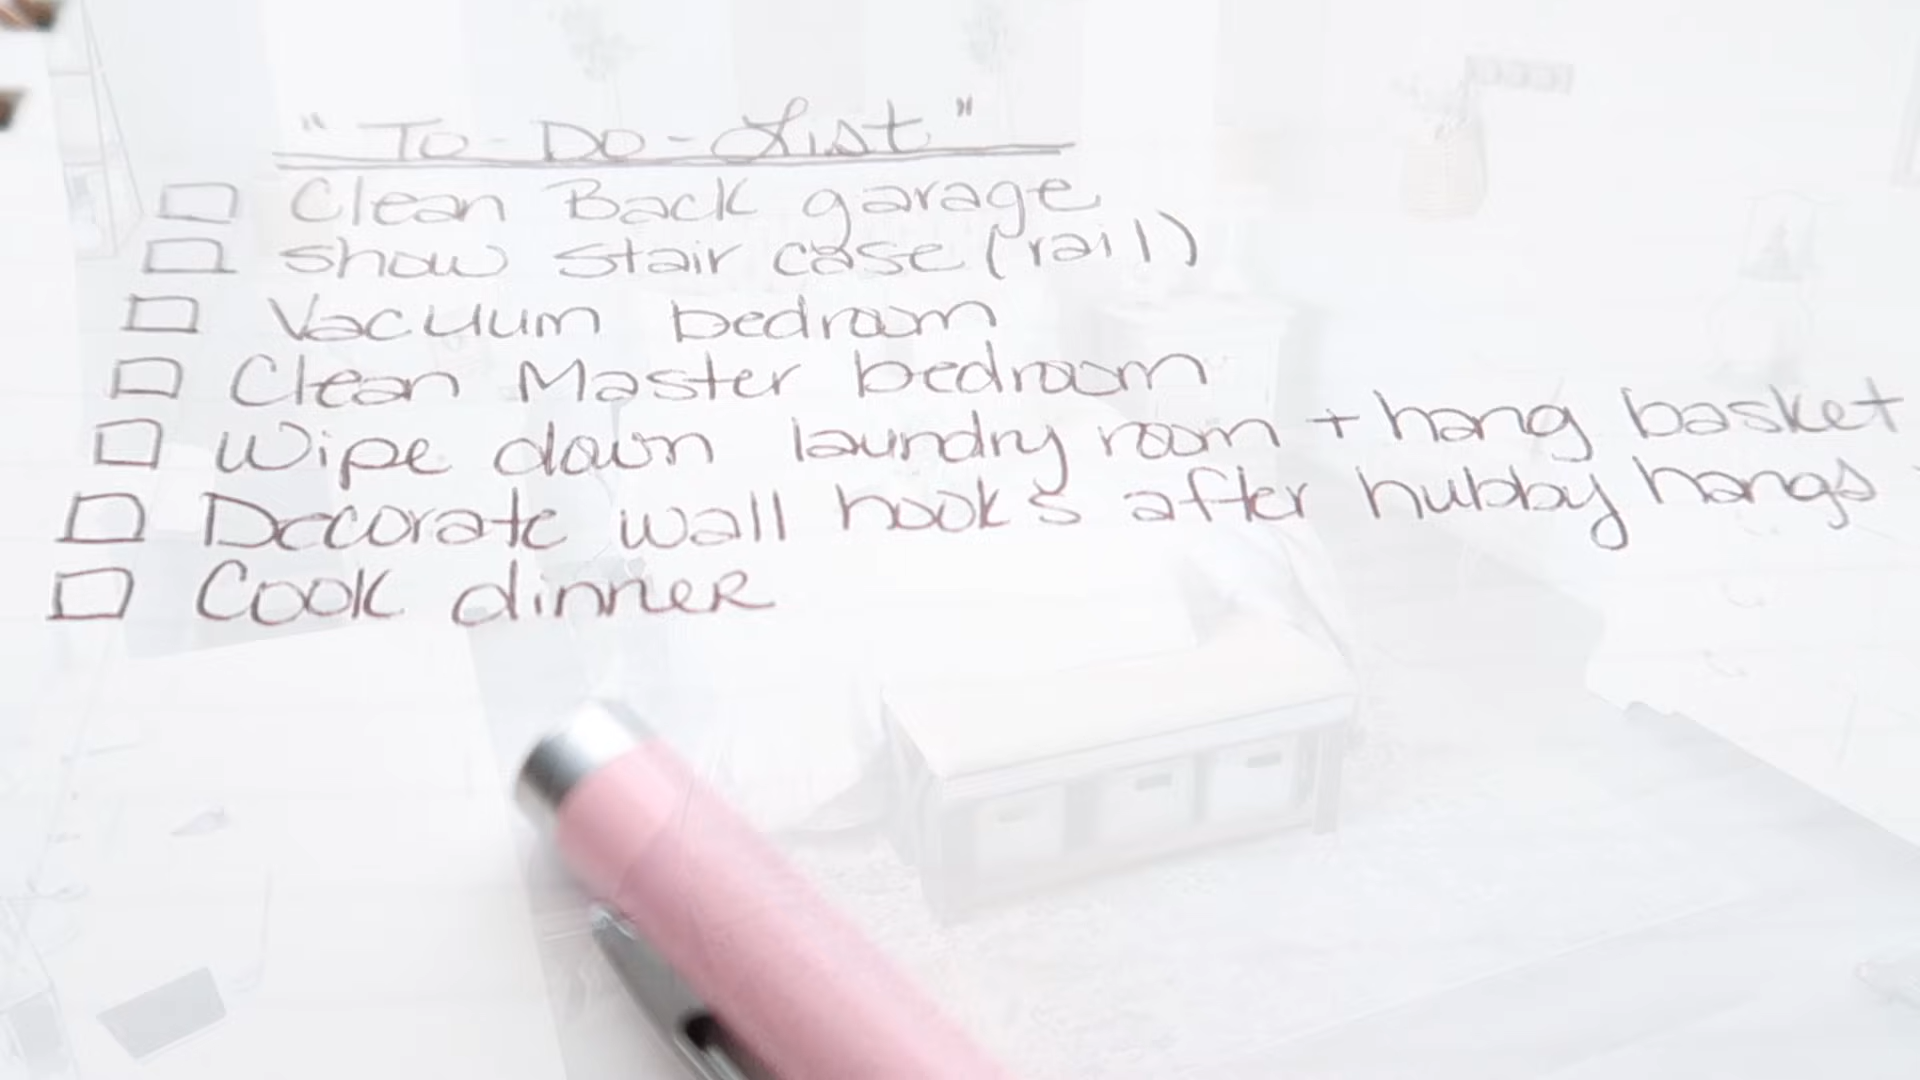 "To-Do-List"
Clean Back garage
show stair case (rail)
Vacuum bedroom
Clean Master bedroom
Wipe down laundry room + hang basket
Decorate wall hooks after hubby hangs
Cook dinner